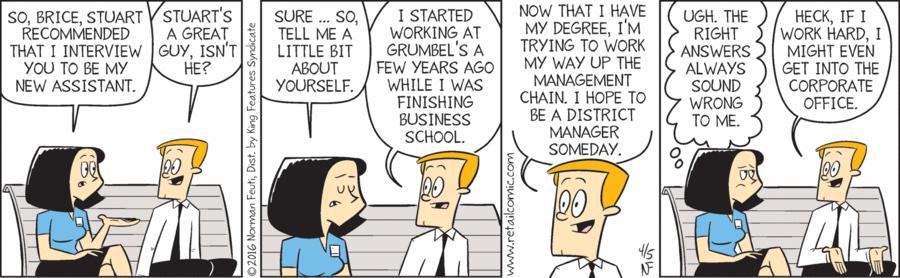 SO, BRICE, STUART
RECOMMENDED
THAT I INTERVIEW
YOU TO BE MY
NEW ASSISTANT.
STUART'S
A GREAT
GUY, ISN'T
HE?
©2016 Norman Feuti, Dist. by King Features Syndicate
SURE ... SO,
TELL ME A
LITTLE BIT
ABOUT
YOURSELF.
I STARTED
WORKING AT
GRUMBEL'S A
FEW YEARS AGO
WHILE I WAS
FINISHING
BUSINESS
SCHOOL.
www.retailcomic.com
NOW THAT I HAVE
MY DEGREE, I'M
TRYING TO WORK
MY WAY UP THE
MANAGEMENT
CHAIN. I HOPE TO
BE A DISTRICT
MANAGER
SOMEDAY.
4/5
NF
UGH. THE
RIGHT
ANSWERS
ALWAYS
SOUND
WRONG
TO ME.
HECK, IF I
WORK HARD, I
MIGHT EVEN
GET INTO THE
CORPORATE
OFFICE.